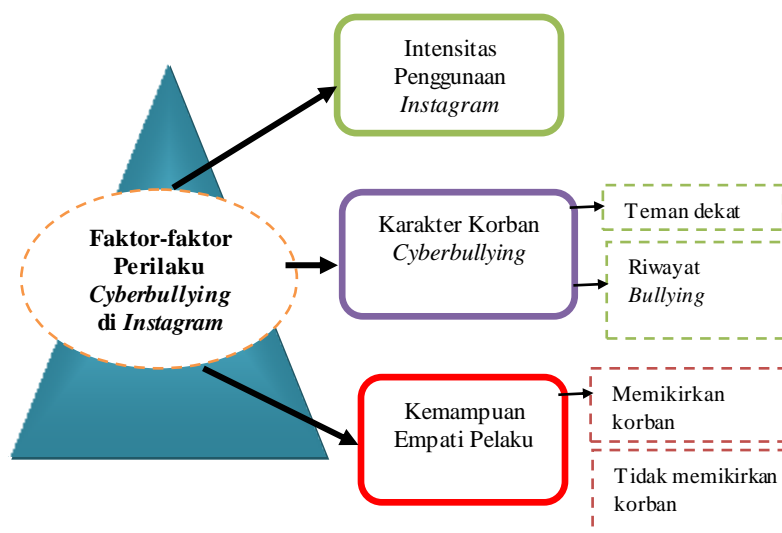 Intensitas
Penggunaan
Instagram
Faktor-faktor
Perilaku
Cyberbullying
di Instagram
Karakter Korban
Cyberbullying
Teman dekat
Riwayat
Bullying
Kemampuan
Empati Pelaku
Memikirkan
korban
Tidak memikirkan
korban